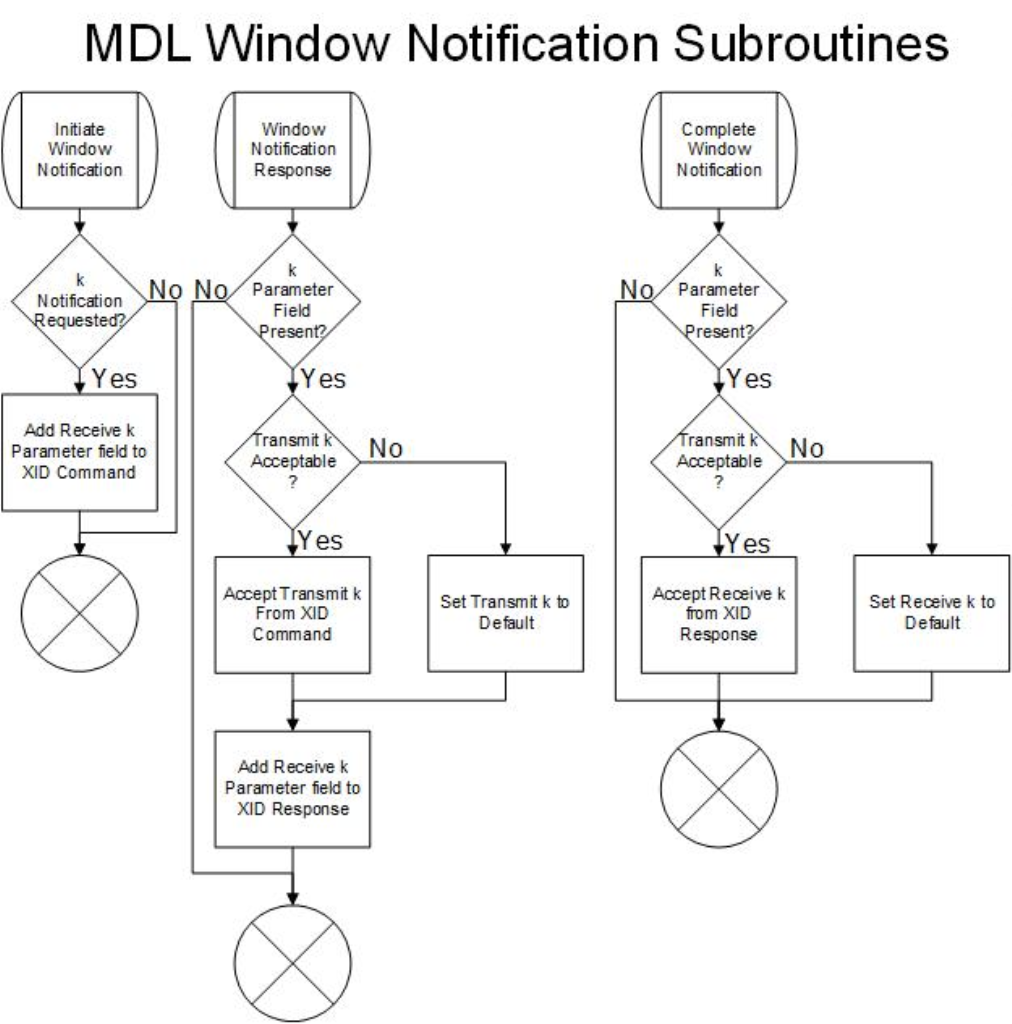 MDL Window Notification Subroutines
Initiate
Window
Notification
k
Notification
Requested?
No
Yes
Add Receive k
Parameter field to
XID Command
Window
Notification
Response
k
Parameter
Field
Present?
No
Yes
Transmit k
Acceptable
?
No
Yes
Accept Transmit k
From XID
Command
Set Transmit k to
Default
Add Receive k
Parameter field to
XID Response
Complete
Window
Notification
k
Parameter
Field
Present?
No
Yes
Transmit k
Acceptable
?
No
Yes
Accept Receive k
from XID
Response
Set Receive k to
Default